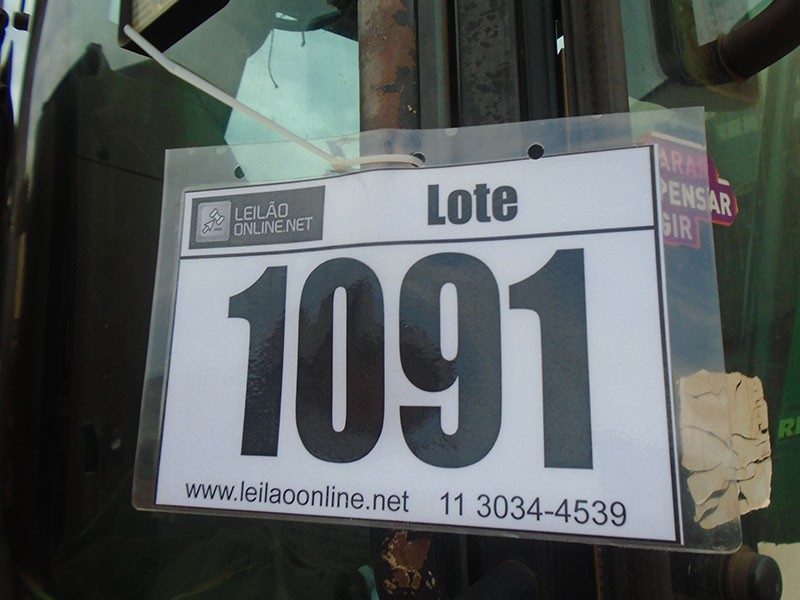 LEILÃO
ONLINE.NET
Lote
1091
www.leilaoonline.net 11 3034-4539
PENSAR